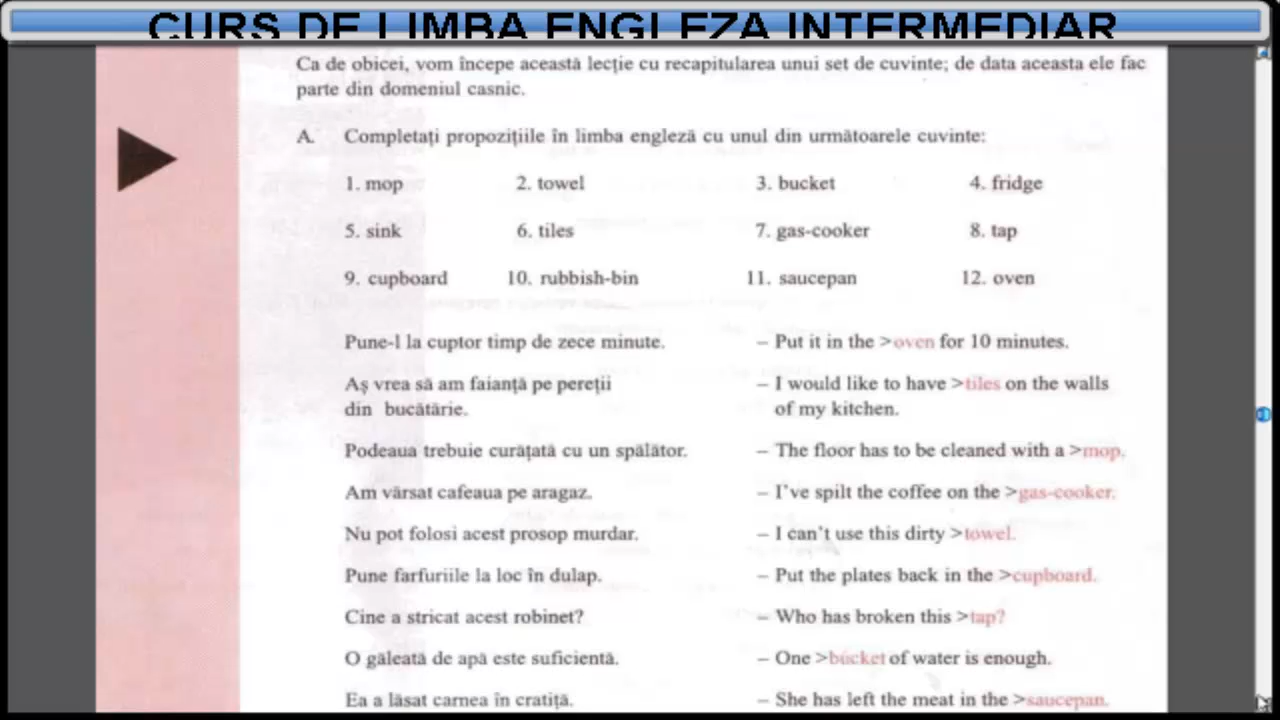 CURS DE LIMBA ENGLEZA INTERMEDIAR
Ca de obicei, vom începe această lecție cu recapitularea unui set de cuvinte; de data aceasta ele fac
parte din domeniul casnic.
A. Completați propozițiile în limba engleză cu unul din următoarele cuvinte:
1. mop 2. towel 3. bucket 4. fridge
5. sink 6. tiles 7. gas-cooker 8. tap
9. cupboard 10. rubbish-bin 11. saucepan 12. oven
Pune-l la cuptor timp de zece minute. – Put it in the >oven for 10 minutes.
Aș vrea să am faianță pe pereții – I would like to have >tiles on the walls
din bucătărie. of my kitchen.
Podeaua trebuie curățată cu un spălător. – The floor has to be cleaned with a >mop.
Am vărsat cafeaua pe aragaz. – I've spilt the coffee on the >gas-cooker.
Nu pot folosi acest prosop murdar. – I can't use this dirty >towel.
Pune farfuriile la loc în dulap. – Put the plates back in the >cupboard.
Cine a stricat acest robinet? – Who has broken this >tap?
O găleată de apă este suficientă. – One >bucket of water is enough.
Ea a lăsat carnea în cratiță. – She has left the meat in the >saucepan.